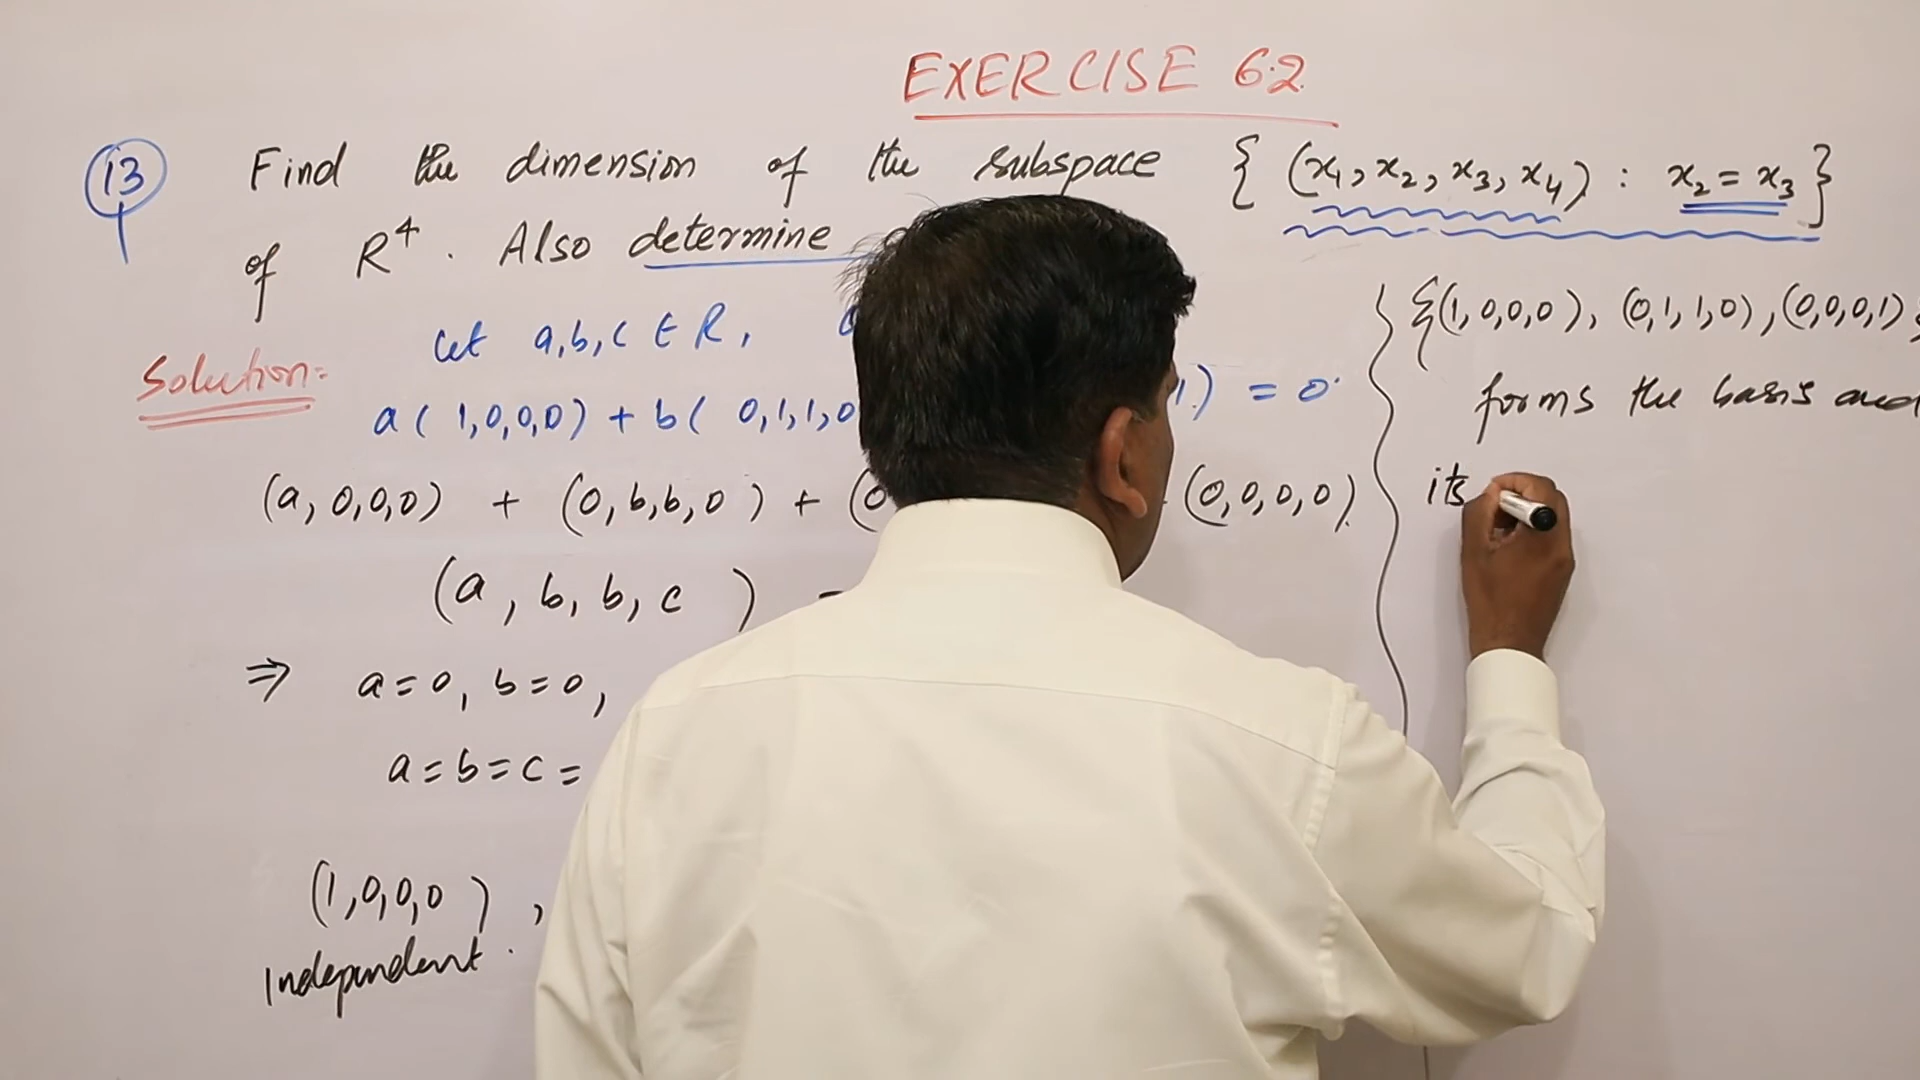 EXERCISE 6.2
13 Find the dimension of the subspace { (x₁, x₂, x₃, x₄) : x₂ = x₃ }
of R⁴. Also determine
Solution:-
Let a,b,c ∈ R,
a( 1,0,0,0) + b( 0,1,1,0 1) = 0
(a, 0,0,0) + (0, b,b,0) + (0 (0,0,0,0)
(a, b, b, c )
⇒ a=0, b=0,
a=b=c=
(1,0,0,0 ) ,
Independent.
{(1,0,0,0), (0,1,1,0), (0,0,0,1)}
forms the basis and
its